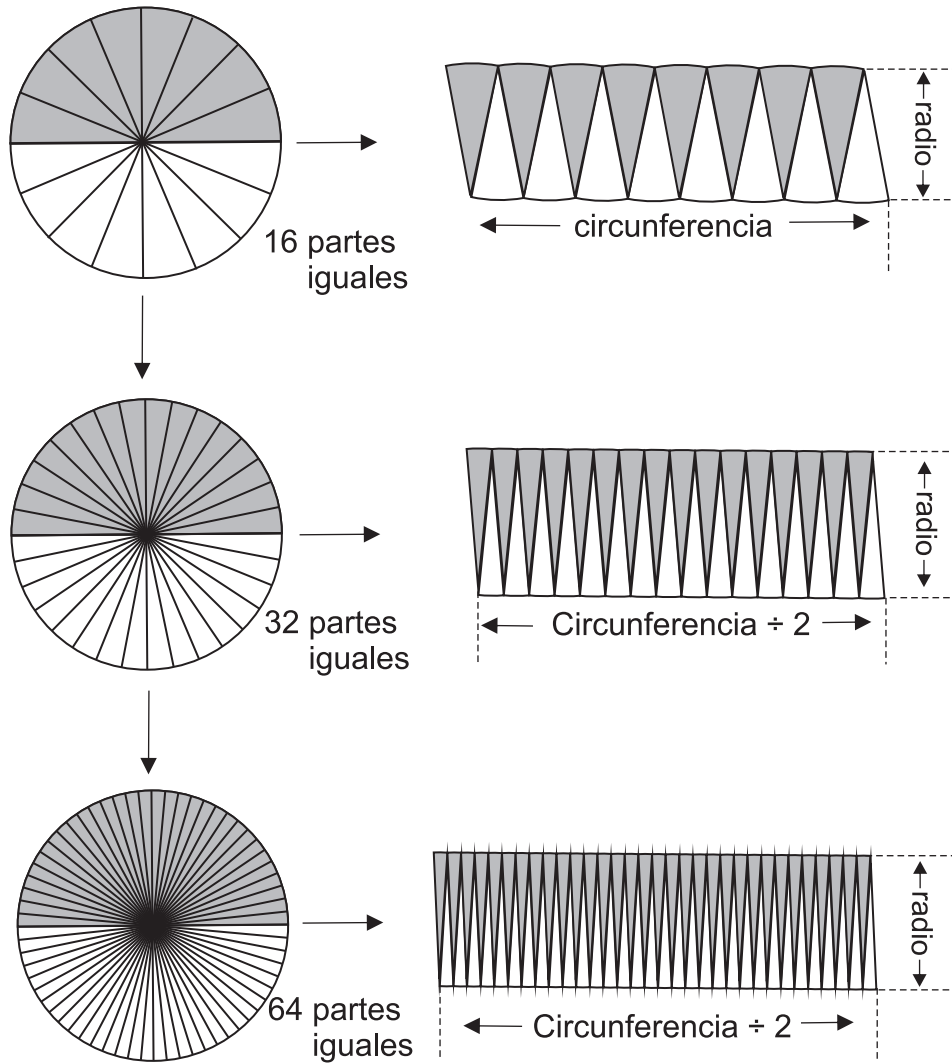 radio
circunferencia
16 partes
iguales
radio
Circunferencia ÷ 2
32 partes
iguales
radio
Circunferencia ÷ 2
64 partes
iguales